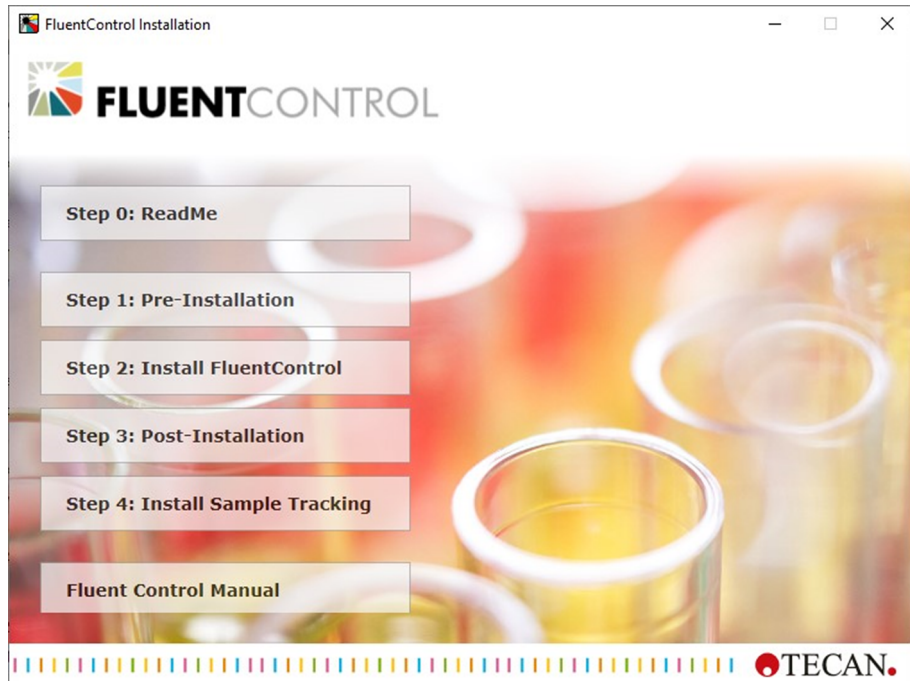 FluentControl Installation
FLUENTCONTROL
Step 0: ReadMe
Step 1: Pre-Installation
Step 2: Install FluentControl
Step 3: Post-Installation
Step 4: Install Sample Tracking
Fluent Control Manual
TECAN.